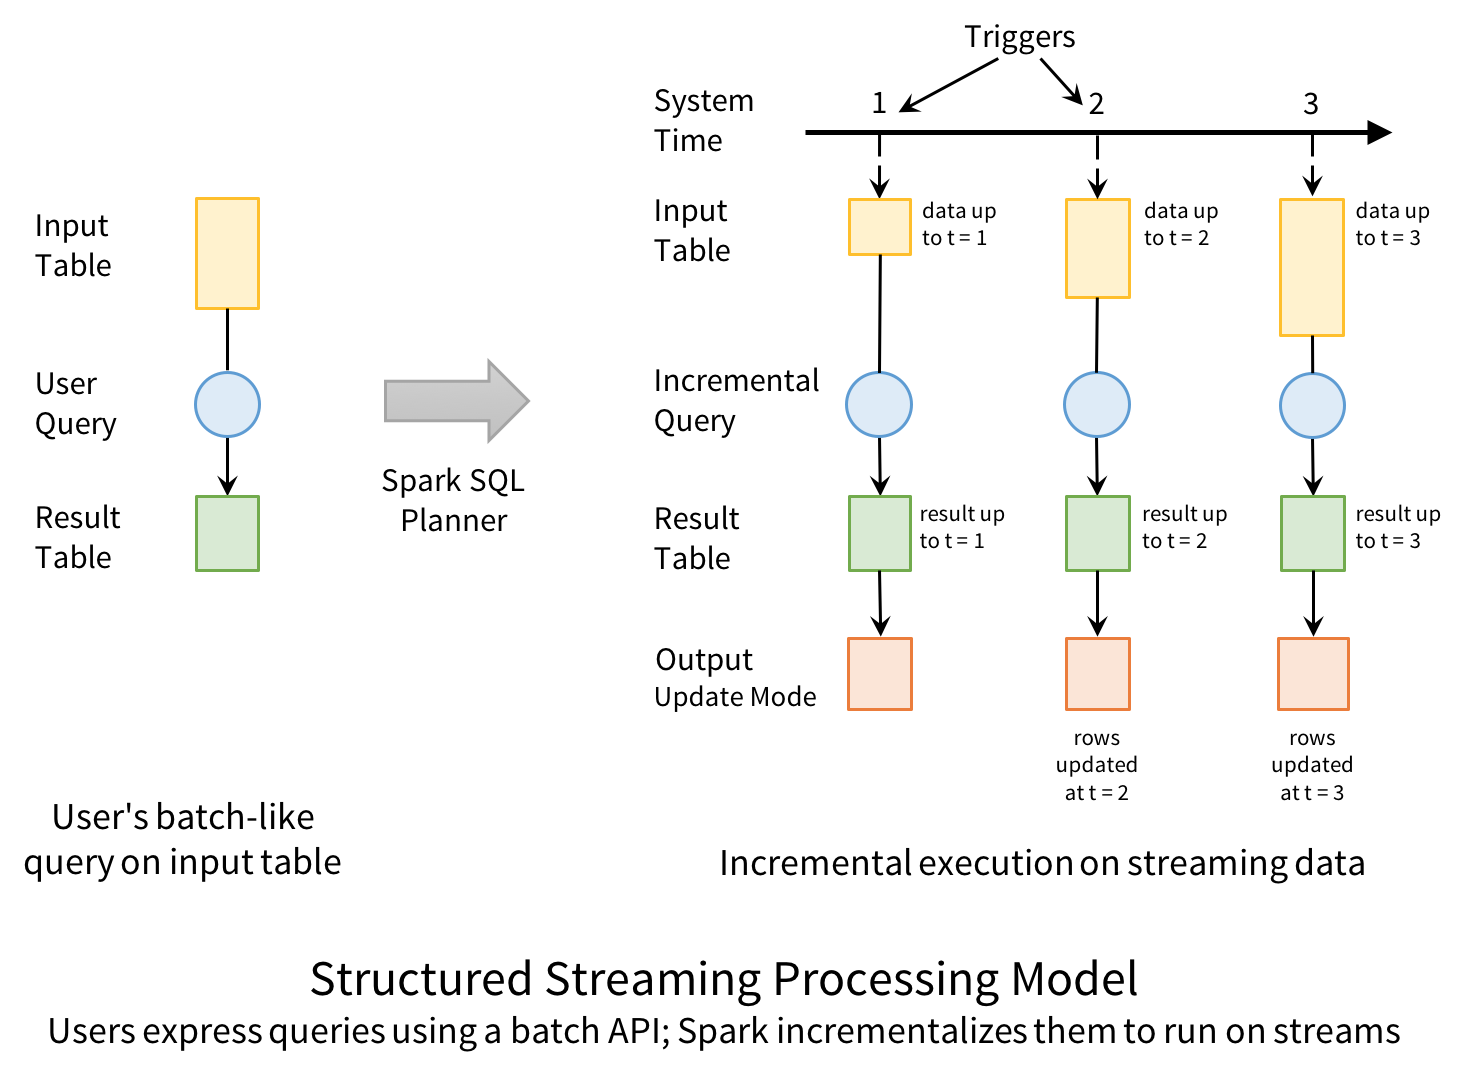 Triggers
System
Time
1
2
3
Input
Table
User
Query
Result
Table
Spark SQL
Planner
Input
Table
data up
to t = 1
data up
to t = 2
data up
to t = 3
Incremental
Query
Result
Table
result up
to t = 1
result up
to t = 2
result up
to t = 3
Output
Update Mode
rows
updated
at t = 2
rows
updated
at t = 3
User's batch-like
query on input table
Incremental execution on streaming data
Structured Streaming Processing Model
Users express queries using a batch API; Spark incrementalizes them to run on streams